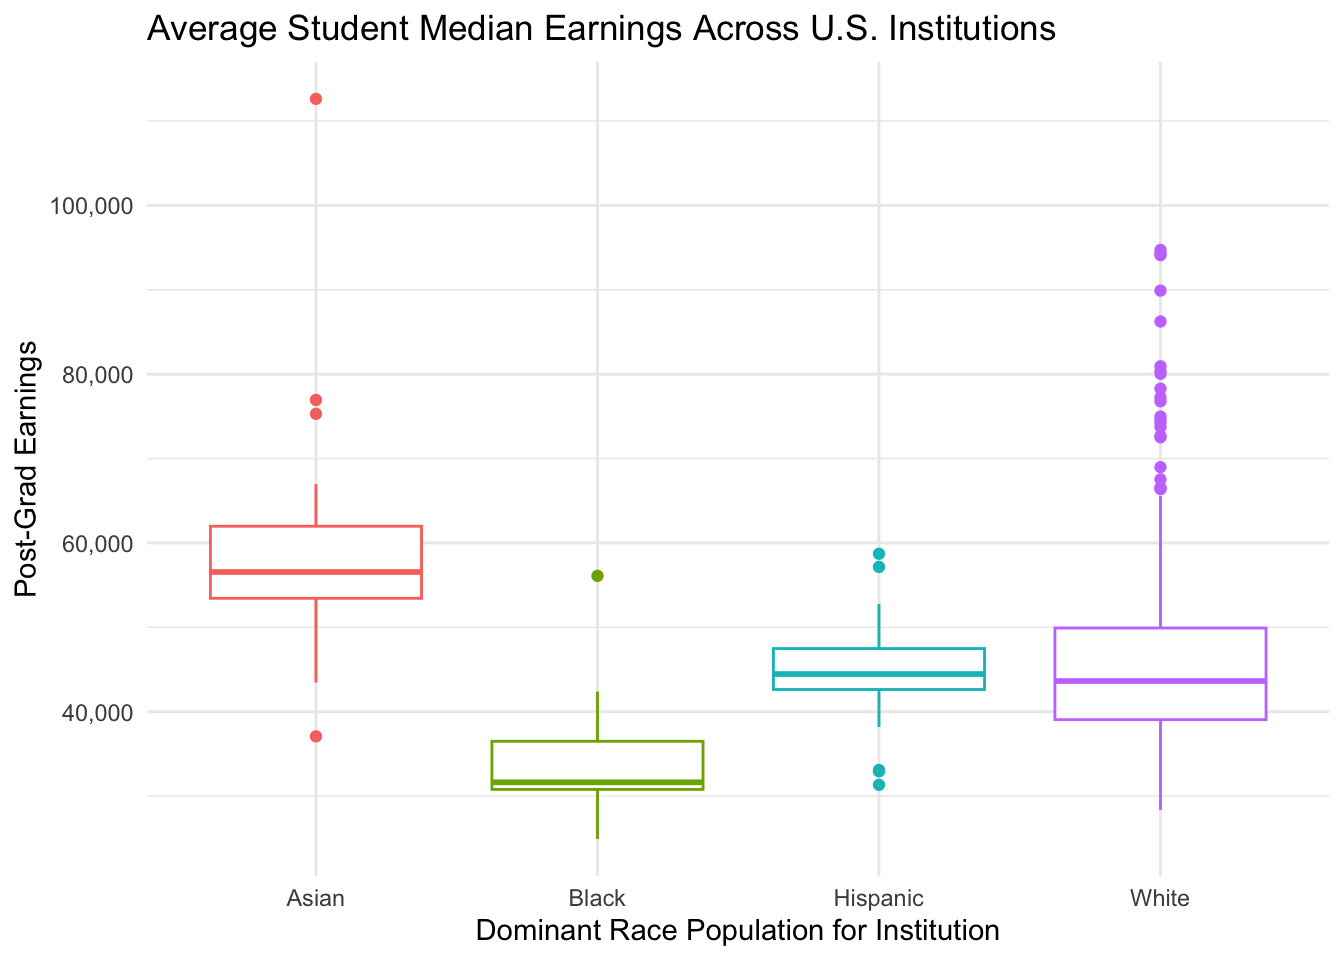 Average Student Median Earnings Across U.S. Institutions
Post-Grad Earnings
100,000
80,000
60,000
40,000
Asian
Black
Hispanic
White
Dominant Race Population for Institution